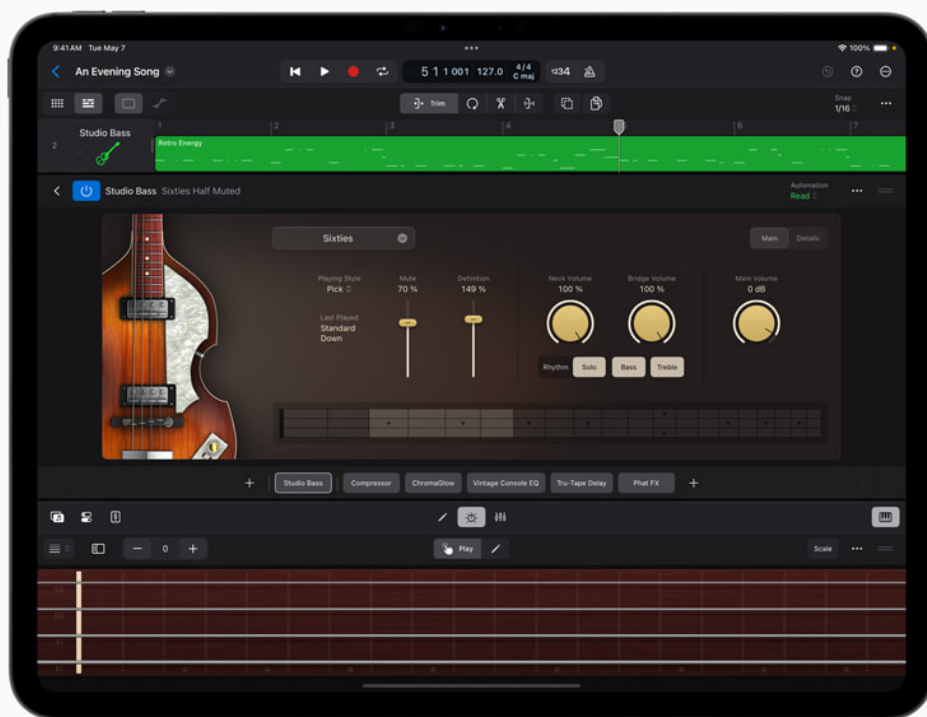 9:41 AM Tue May 7
100%
An Evening Song
5 1 1 001 127.0 4/4 C maj
1234
Trim
Snap
1/16
1 2 3 4 5 6 7
2 Studio Bass
Retro Energy
Studio Bass Sixties Half Muted
Automation
Read
Sixties
Main Details
Playing Style Mute Definition Neck Volume Bridge Volume Main Volume
Pick 70 % 149 % 100 % 100 % 0 dB
Last Played
Standard
Down
Rhythm Solo Bass Treble
+ Studio Bass Compressor ChromaGlow Vintage Console EQ Tru-Tape Delay Phat FX +
− 0 +
Play
Scale